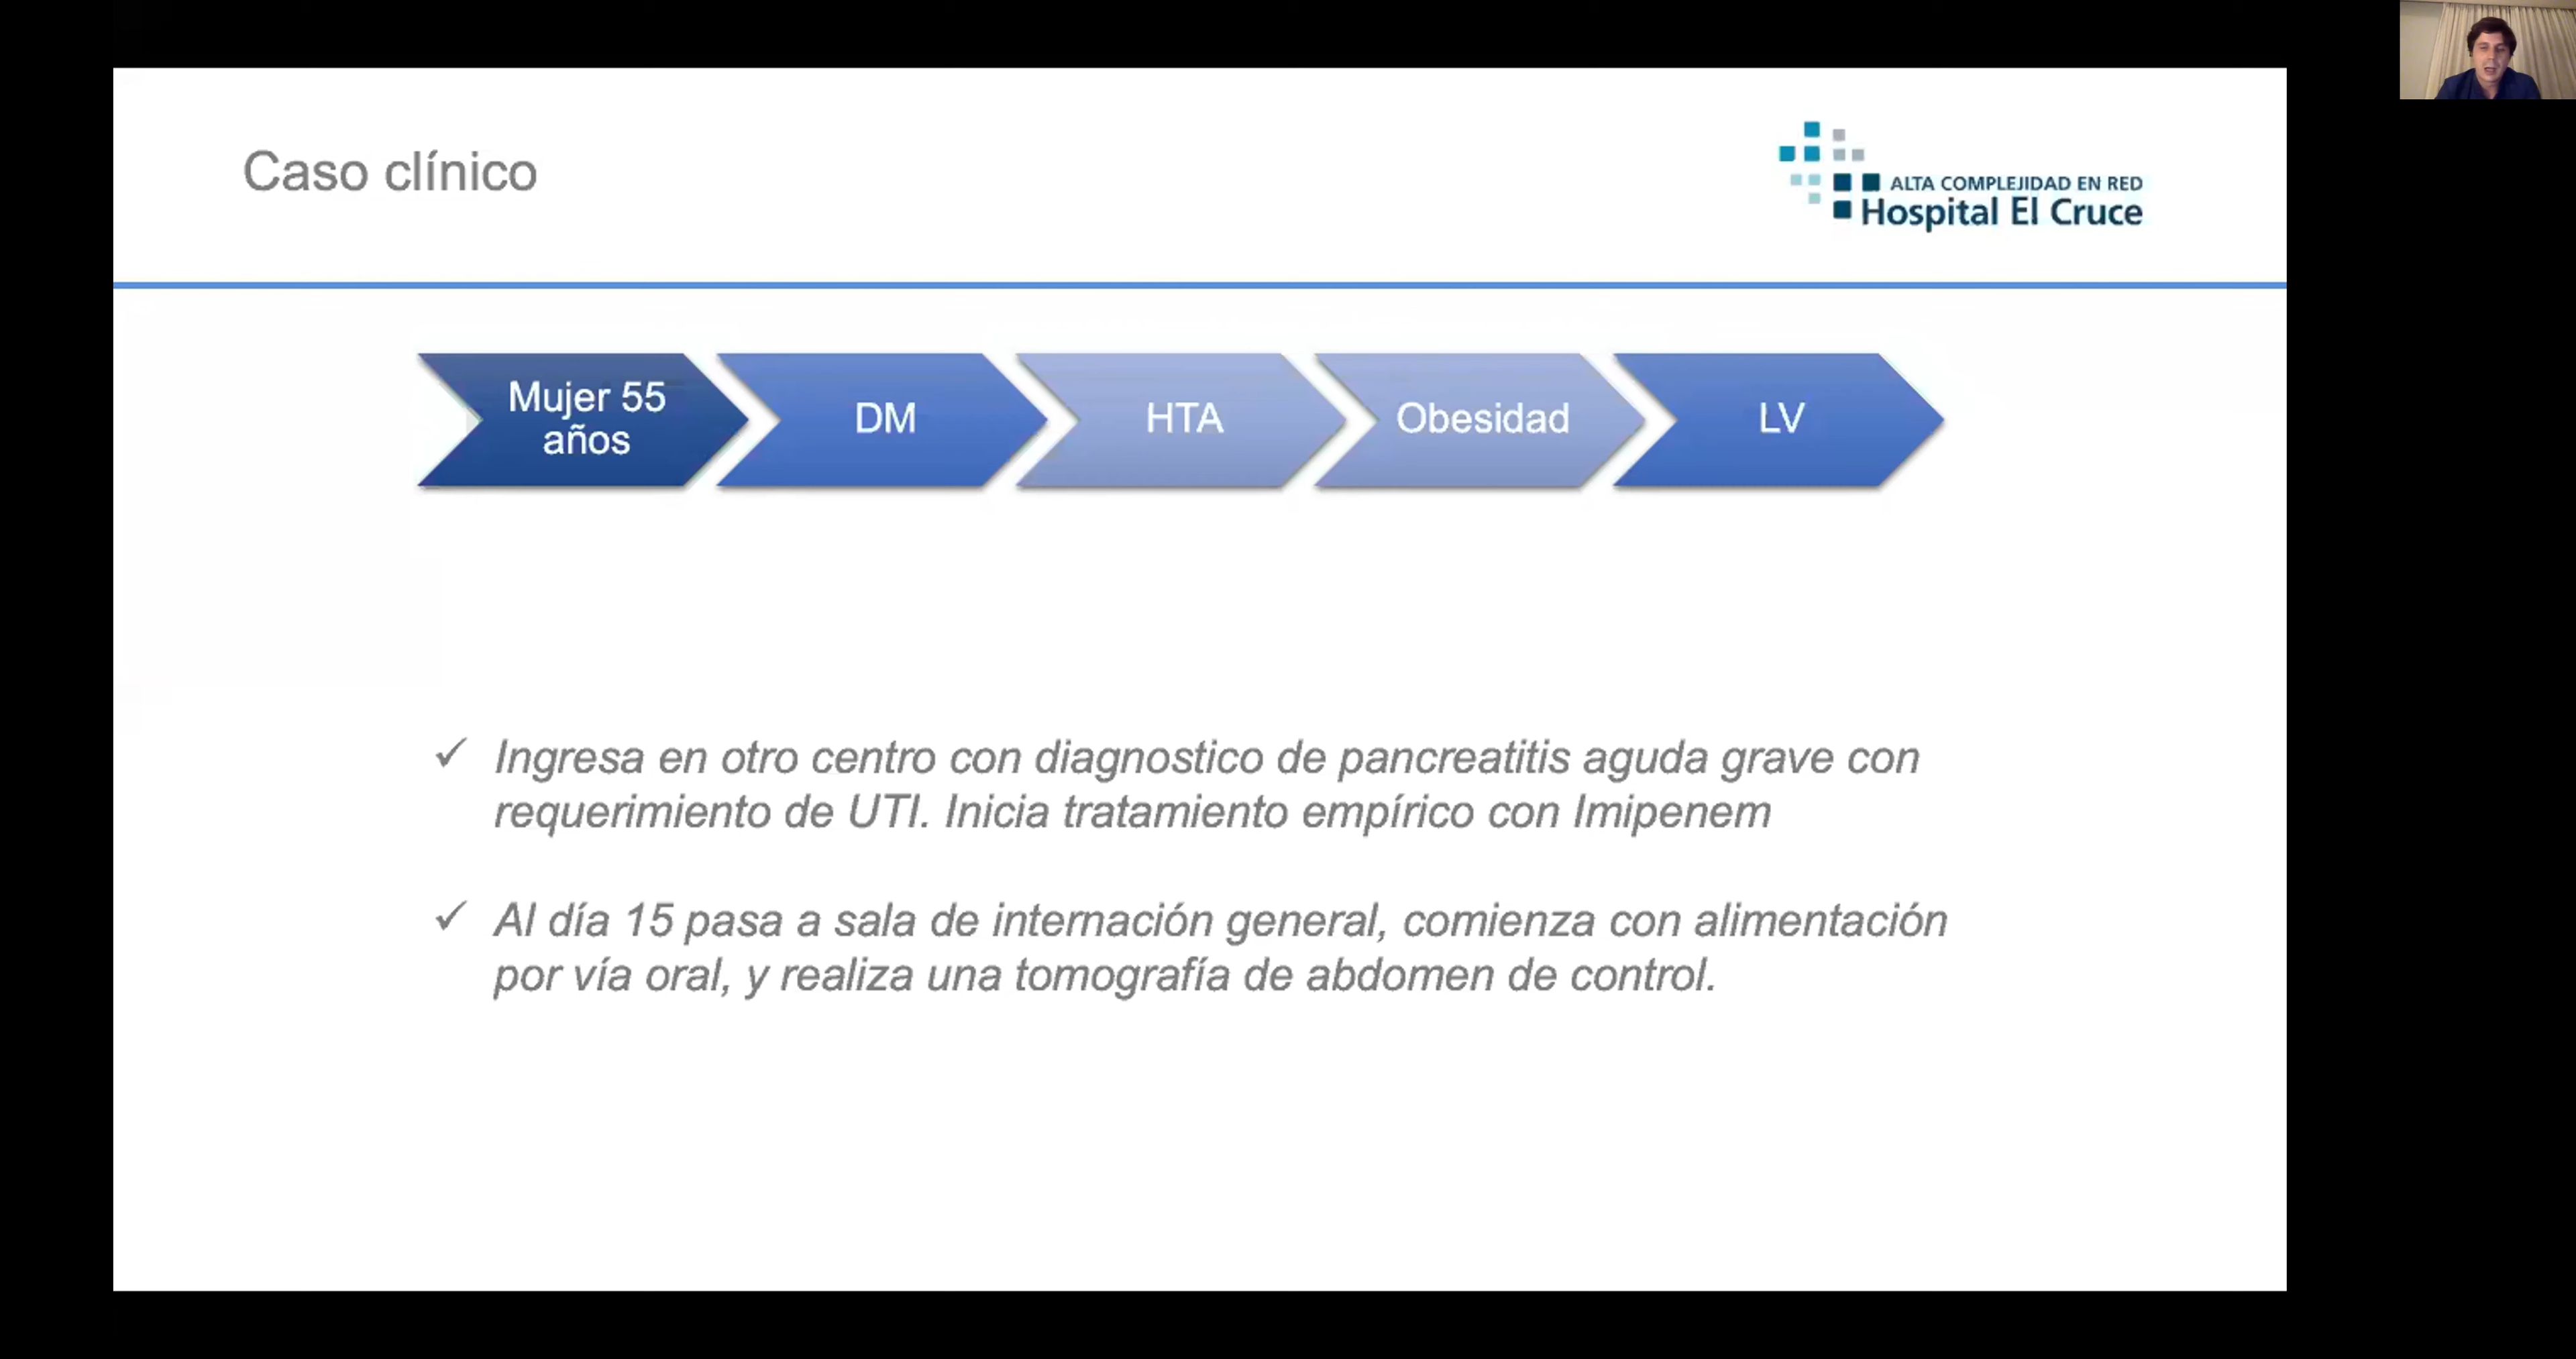 Caso clínico
ALTA COMPLEJIDAD EN RED
Hospital El Cruce
Mujer 55
años
DM
HTA
Obesidad
LV
✓ Ingresa en otro centro con diagnostico de pancreatitis aguda grave con
requerimiento de UTI. Inicia tratamiento empírico con Imipenem
✓ Al día 15 pasa a sala de internación general, comienza con alimentación
por vía oral, y realiza una tomografía de abdomen de control.